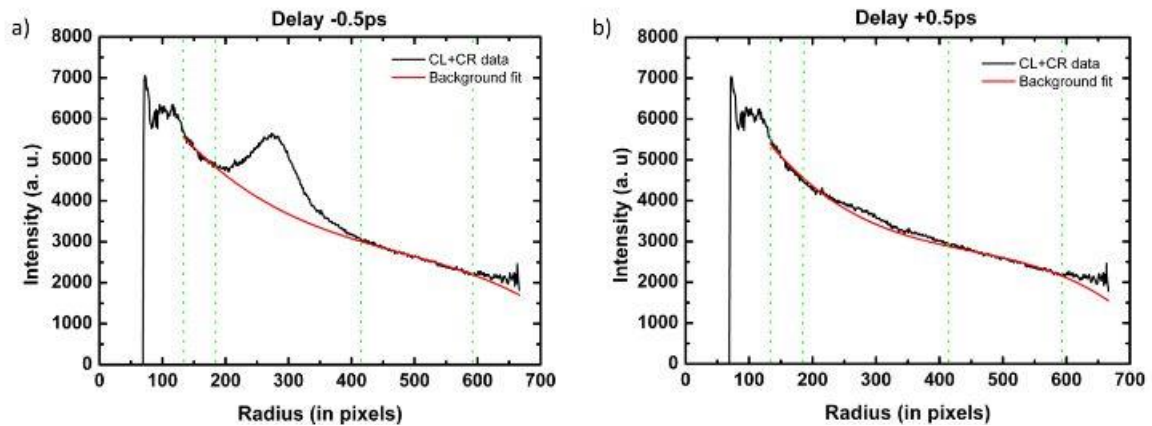 a)
Delay -0.5ps
8000
7000
6000
5000
4000
3000
2000
1000
0
Intensity (a. u.)
CL+CR data
Background fit
0 100 200 300 400 500 600 700
Radius (in pixels)
b)
Delay +0.5ps
8000
7000
6000
5000
4000
3000
2000
1000
0
Intensity (a. u)
CL+CR data
Background fit
0 100 200 300 400 500 600 700
Radius (in pixels)